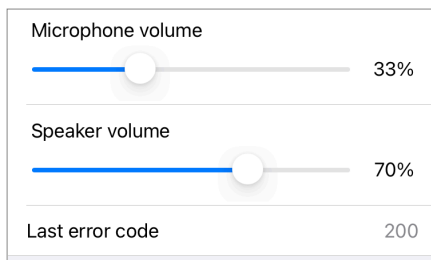 Microphone volume
33%
Speaker volume
70%
Last error code 200